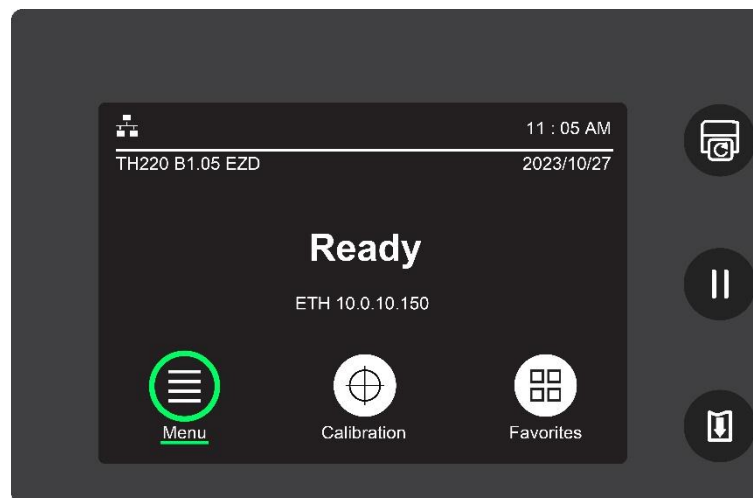 11 : 05 AM
TH220 B1.05 EZD 2023/10/27
Ready
ETH 10.0.10.150
Menu Calibration Favorites